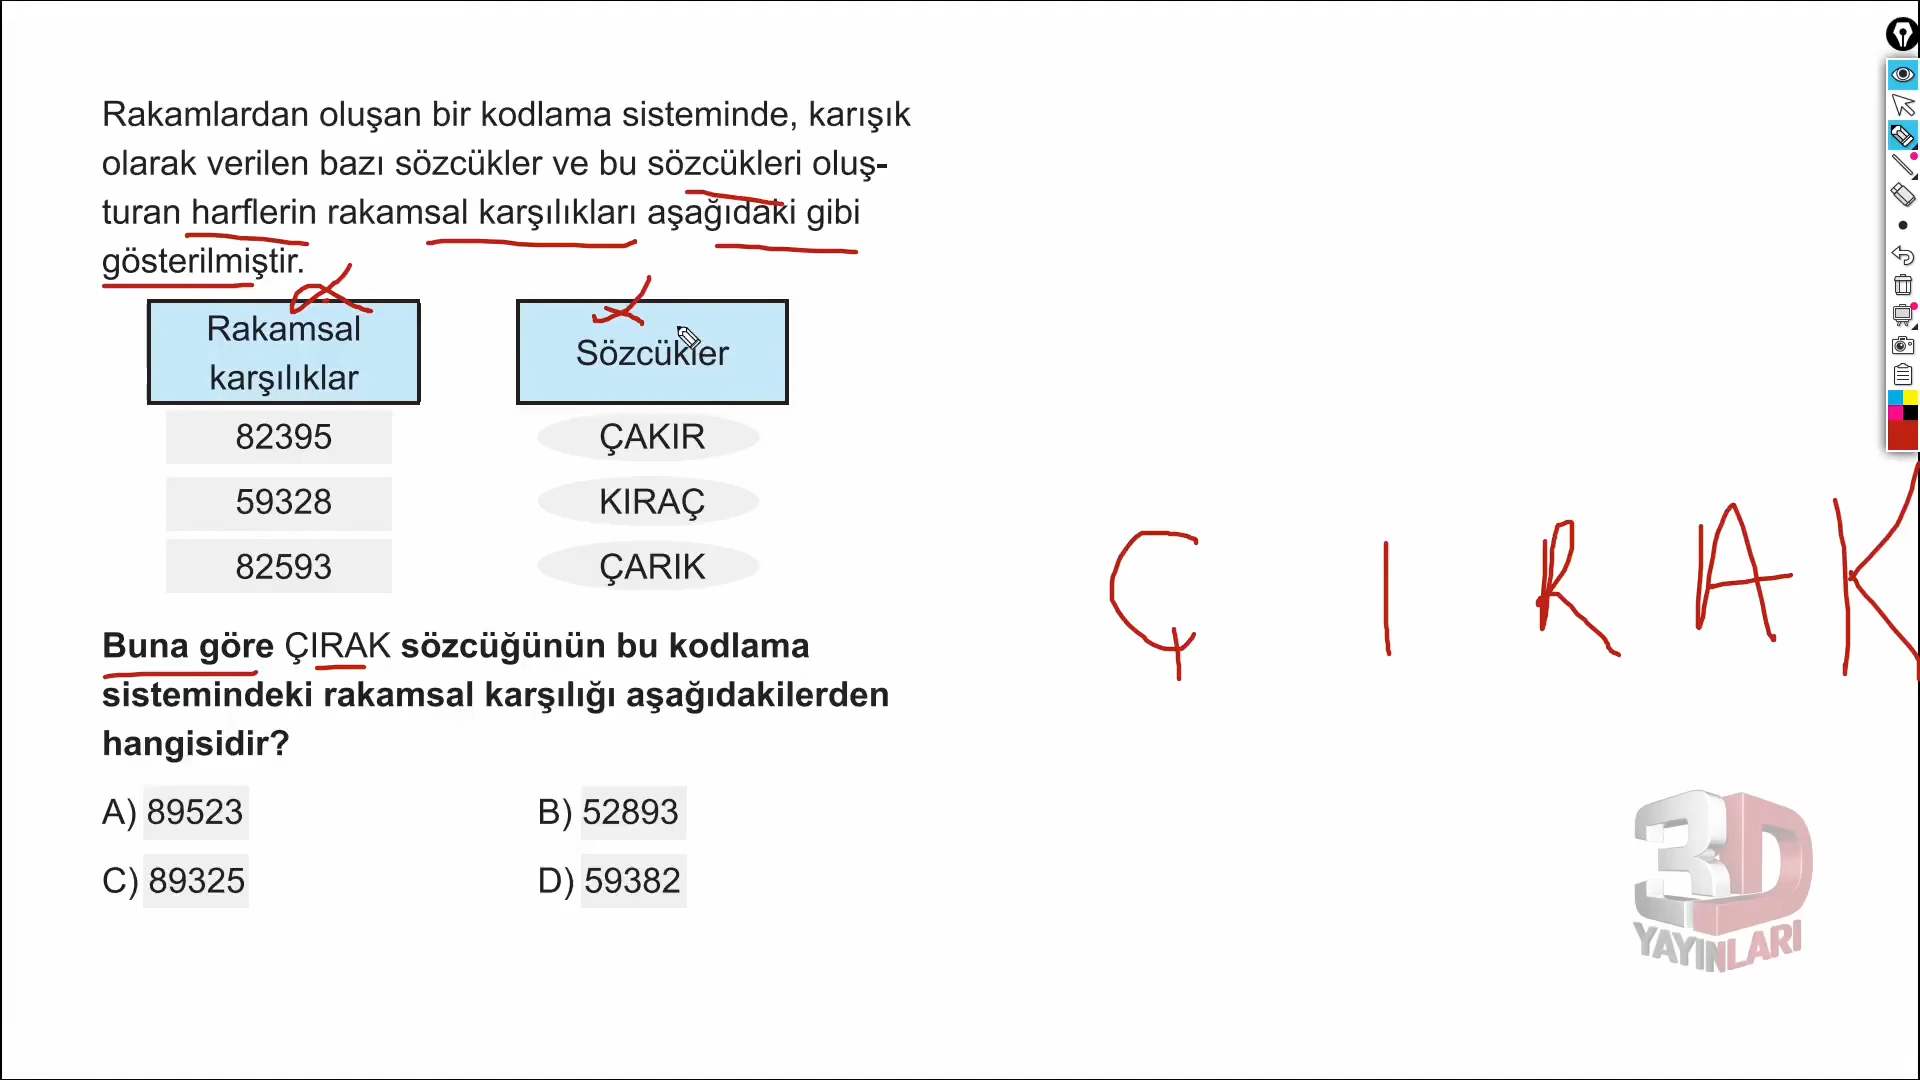 Rakamlardan oluşan bir kodlama sisteminde, karışık
olarak verilen bazı sözcükler ve bu sözcükleri oluş-
turan harflerin rakamsal karşılıkları aşağıdaki gibi
gösterilmiştir.
Rakamsal
karşılıklar
Sözcükler
82395
ÇAKIR
59328
KIRAÇ
82593
ÇARIK
Ç I R A K
Buna göre ÇIRAK sözcüğünün bu kodlama
sistemindeki rakamsal karşılığı aşağıdakilerden
hangisidir?
A) 89523
B) 52893
C) 89325
D) 59382
3D
YAYINLARI